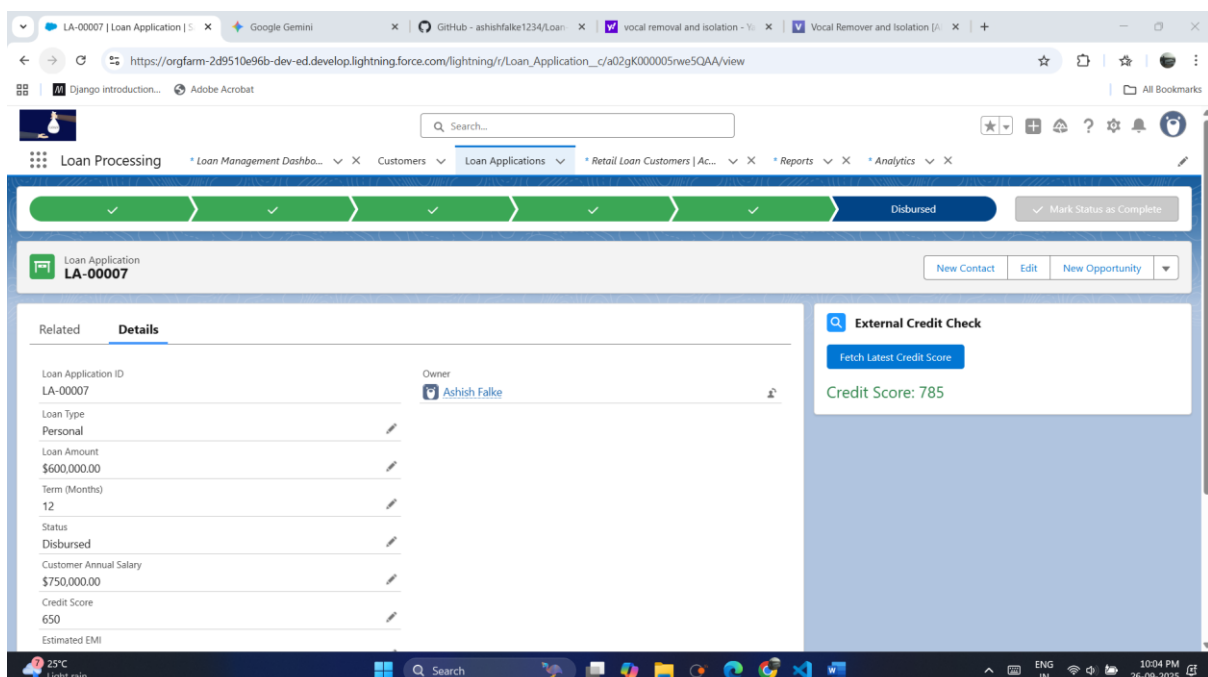 LA-00007 | Loan Application | S
Google Gemini
GitHub - ashishfalke1234/Loan-
vocal removal and isolation - Yo
Vocal Remover and Isolation [A
https://orgfarm-2d9510e96b-dev-ed.develop.lightning.force.com/lightning/r/Loan_Application__c/a02gK000005rwe5QAA/view
Django introduction...
Adobe Acrobat
All Bookmarks
Search...
Loan Processing
* Loan Management Dashbo...
Customers
Loan Applications
* Retail Loan Customers | Ac...
* Reports
* Analytics
Disbursed
Mark Status as Complete
Loan Application
LA-00007
New Contact
Edit
New Opportunity
Related
Details
Loan Application ID
LA-00007
Owner
Ashish Falke
Loan Type
Personal
Loan Amount
$600,000.00
Term (Months)
12
Status
Disbursed
Customer Annual Salary
$750,000.00
Credit Score
650
Estimated EMI
External Credit Check
Fetch Latest Credit Score
Credit Score: 785
7
25°C
Light rain
Search
ENG
IN
10:04 PM
26-09-2025